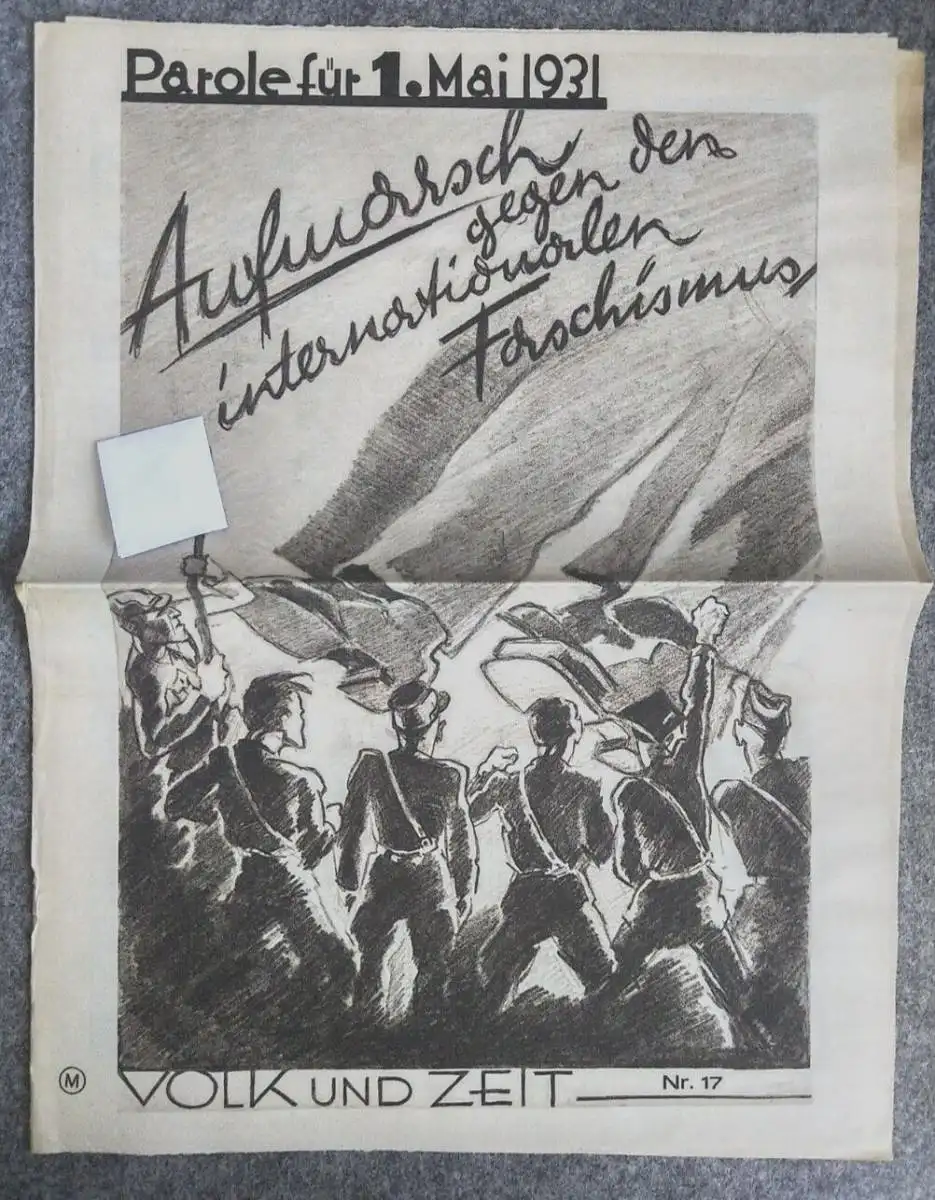 Parole für 1. Mai 1931
Aufmarsch
gegen den
internationalen
Faschismus
M
VOLK UND ZEIT
Nr. 17